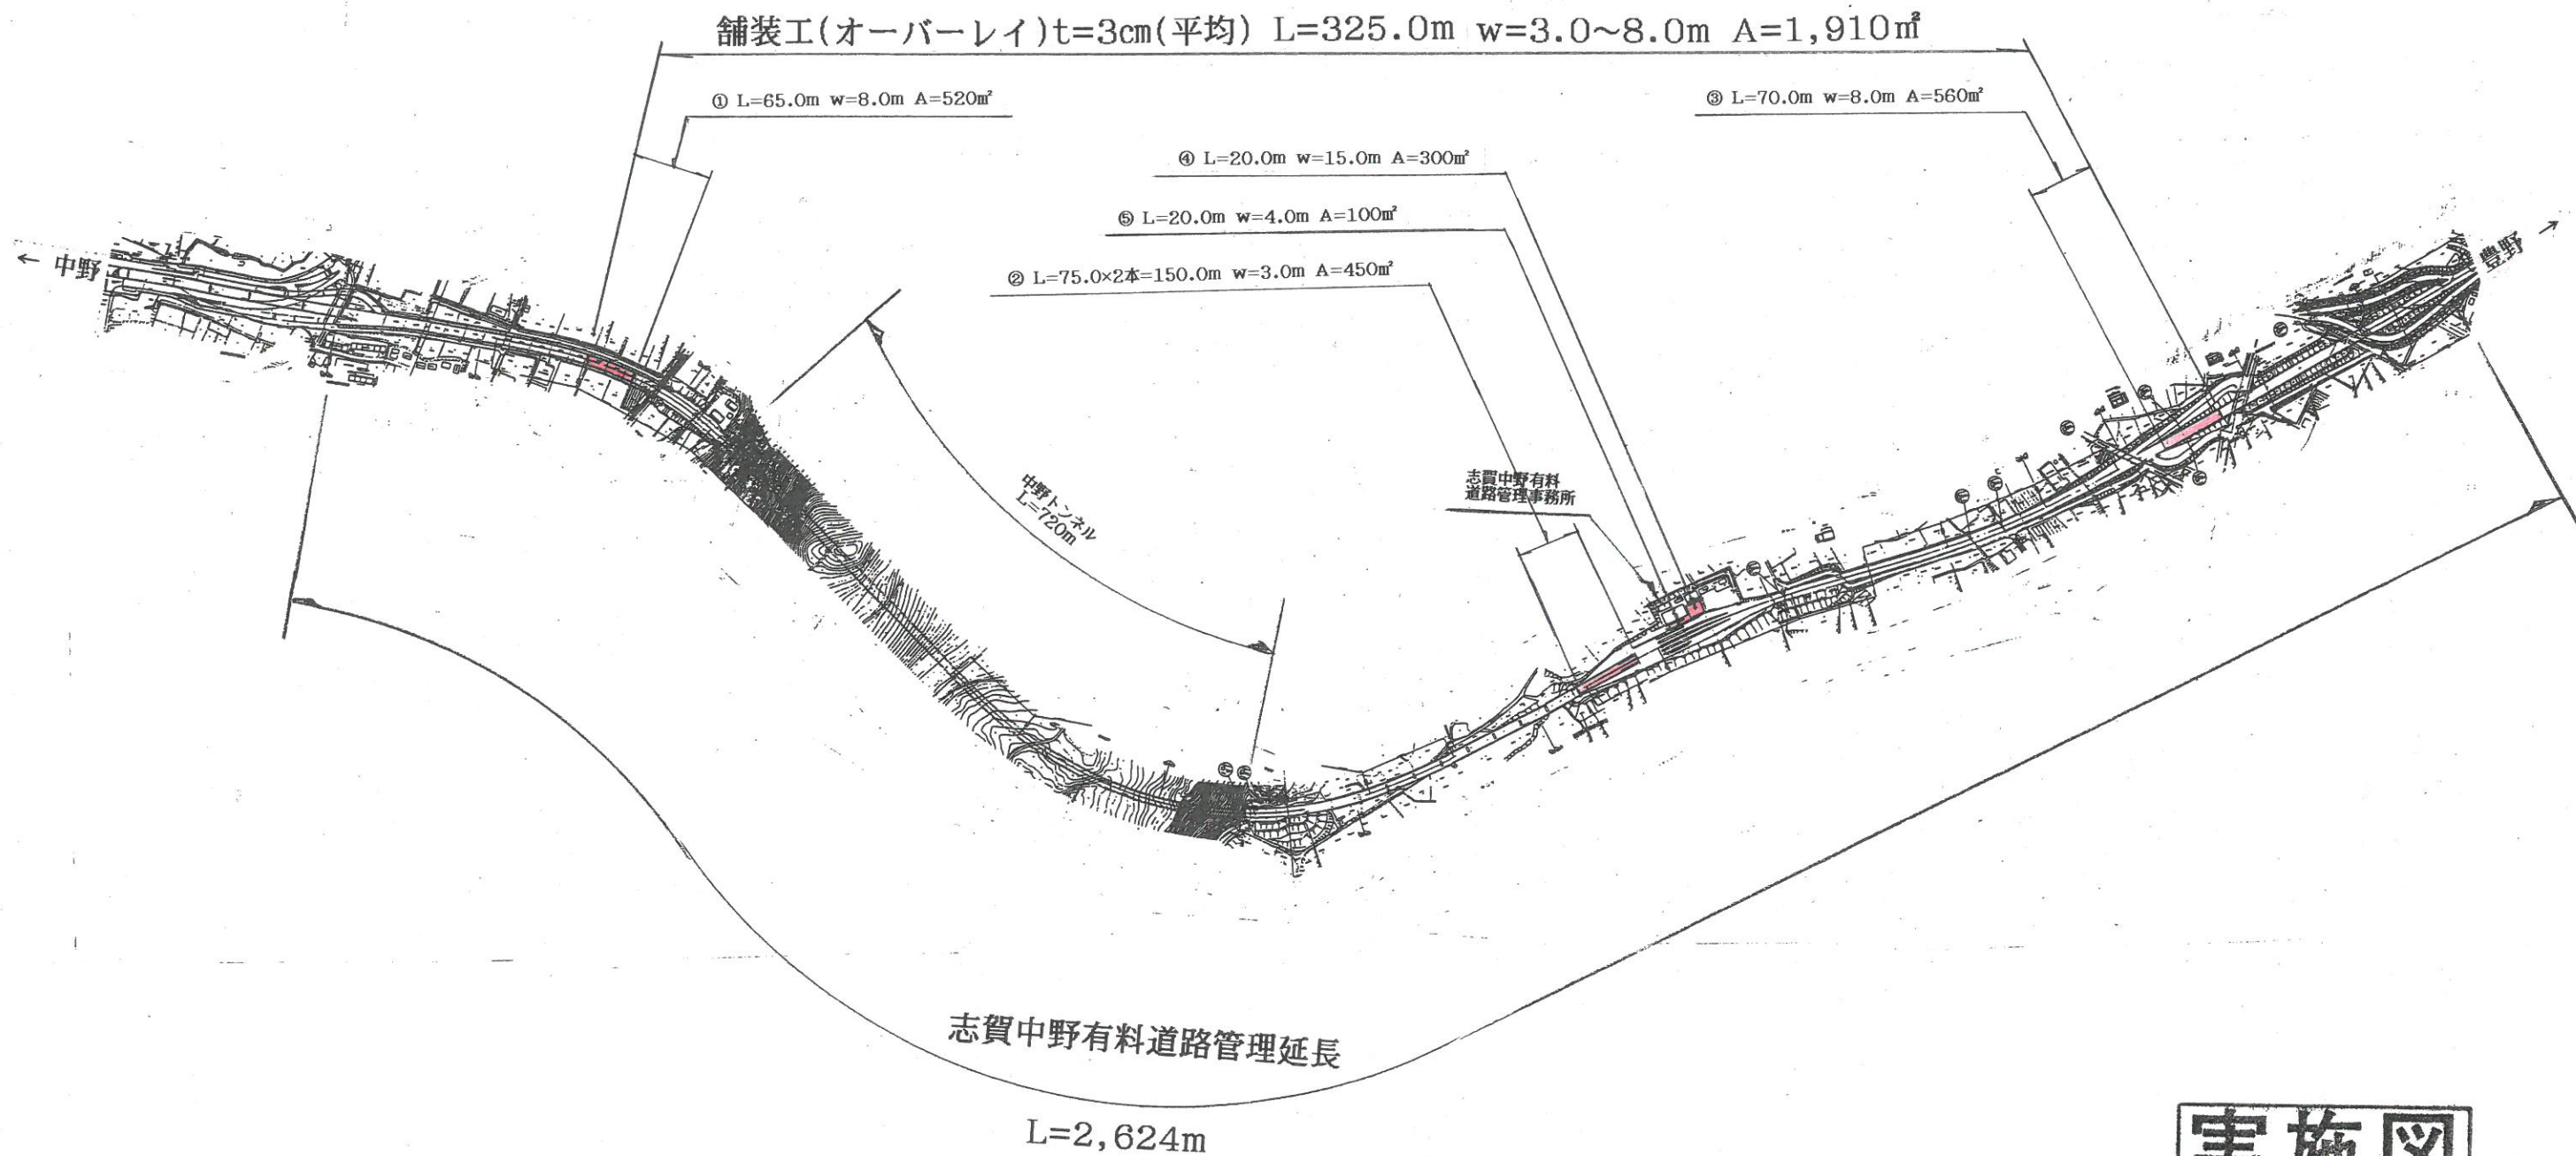 舗装工(オーバーレイ)t=3cm(平均) L=325.0m w=3.0~8.0m A=1,910㎡
① L=65.0m w=8.0m A=520㎡
③ L=70.0m w=8.0m A=560㎡
④ L=20.0m w=15.0m A=300㎡
⑤ L=20.0m w=4.0m A=100㎡
② L=75.0×2本=150.0m w=3.0m A=450㎡
← 中野
豊野 →
中野トンネル
L=720m
志賀中野有料
道路管理事務所
志賀中野有料道路管理延長
L=2,624m
実施図